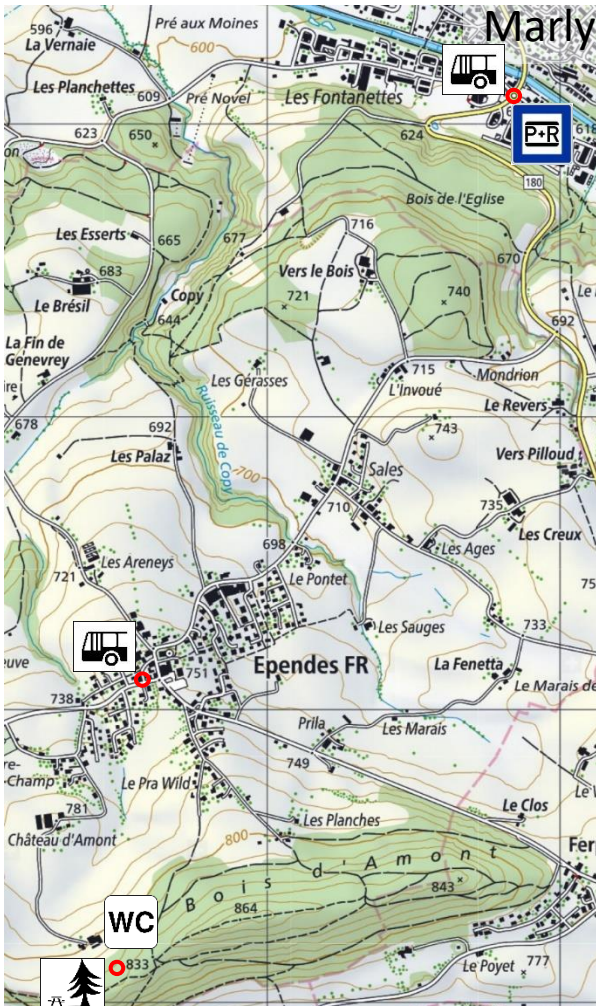 Marly
596
Pré aux Moines
La Vernaie
600
Les Planchettes
609
Pré Novel
Les Fontanettes
P+R
618
623
650
624
180
Bois de l'Eglise
Les Esserts
665
677
716
670
683
Vers le Bois
Le Brésil
Copy
721
740
644
692
La Fin de
Genevrey
715
Mondrion
Les Gérasses
L'Invoué
Le Revers
678
692
Ruisseau de Copy
743
Les Palaz
700
Sales
Vers Pilloud
710
735
Les Creux
698
Les Ages
Les Areneys
721
Le Pontet
733
Les Sauges
751
Ependes FR
La Fenetta
738
Le Marais de
Prila
Les Marais
749
Le Pra Wild
781
Les Planches
Le Clos
Château d'Amont
800
Bois d'Amont
843
864
WC
833
Le Poyet
777